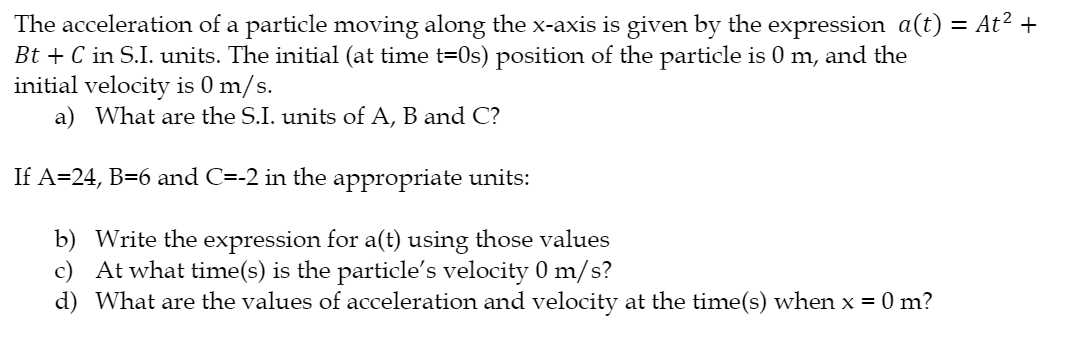 The acceleration of a particle moving along the x-axis is given by the expression a(t) = At² +
Bt + C in S.I. units. The initial (at time t=0s) position of the particle is 0 m, and the
initial velocity is 0 m/s.
a) What are the S.I. units of A, B and C?
If A=24, B=6 and C=-2 in the appropriate units:
b) Write the expression for a(t) using those values
c) At what time(s) is the particle's velocity 0 m/s?
d) What are the values of acceleration and velocity at the time(s) when x = 0 m?